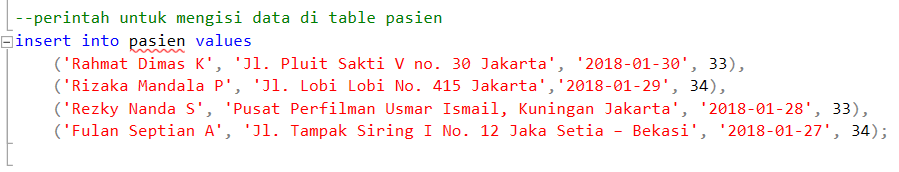 --perintah untuk mengisi data di table pasien
insert into pasien values
('Rahmat Dimas K', 'Jl. Pluit Sakti V no. 30 Jakarta', '2018-01-30', 33),
('Rizaka Mandala P', 'Jl. Lobi Lobi No. 415 Jakarta','2018-01-29', 34),
('Rezky Nanda S', 'Pusat Perfilman Usmar Ismail, Kuningan Jakarta', '2018-01-28', 33),
('Fulan Septian A', 'Jl. Tampak Siring I No. 12 Jaka Setia – Bekasi', '2018-01-27', 34);